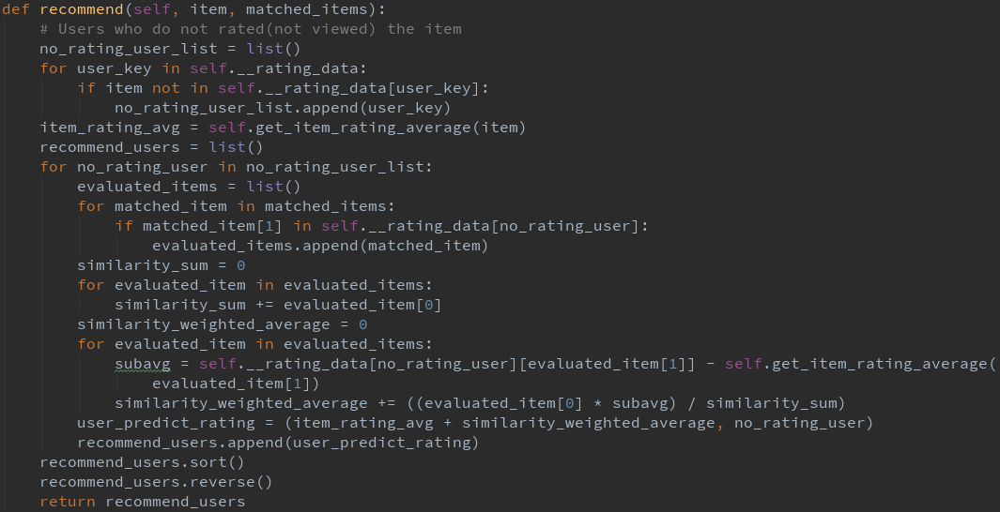 def recommend(self, item, matched_items):
    # Users who do not rated(not viewed) the item
    no_rating_user_list = list()
    for user_key in self.__rating_data:
        if item not in self.__rating_data[user_key]:
            no_rating_user_list.append(user_key)
    item_rating_avg = self.get_item_rating_average(item)
    recommend_users = list()
    for no_rating_user in no_rating_user_list:
        evaluated_items = list()
        for matched_item in matched_items:
            if matched_item[1] in self.__rating_data[no_rating_user]:
                evaluated_items.append(matched_item)
        similarity_sum = 0
        for evaluated_item in evaluated_items:
            similarity_sum += evaluated_item[0]
        similarity_weighted_average = 0
        for evaluated_item in evaluated_items:
            subavg = self.__rating_data[no_rating_user][evaluated_item[1]] - self.get_item_rating_average(
                evaluated_item[1])
            similarity_weighted_average += ((evaluated_item[0] * subavg) / similarity_sum)
        user_predict_rating = (item_rating_avg + similarity_weighted_average, no_rating_user)
        recommend_users.append(user_predict_rating)
    recommend_users.sort()
    recommend_users.reverse()
    return recommend_users